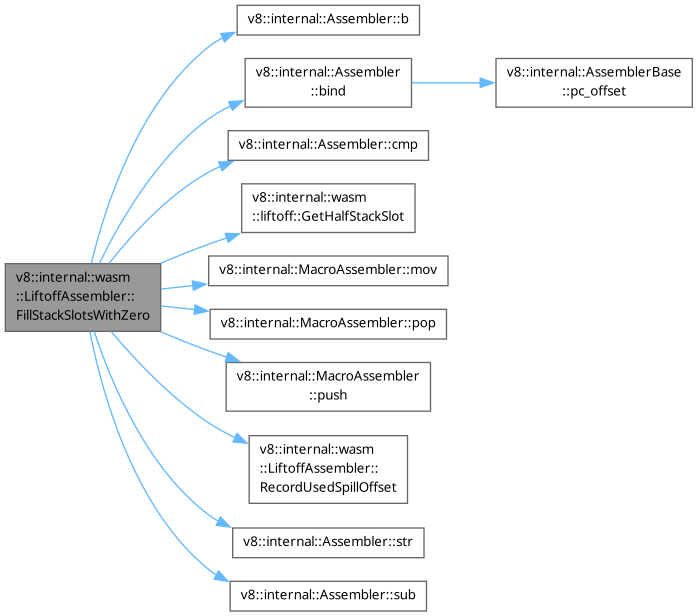 v8::internal::Assembler::b
v8::internal::Assembler
::bind
v8::internal::AssemblerBase
::pc_offset
v8::internal::Assembler::cmp
v8::internal::wasm
::liftoff::GetHalfStackSlot
v8::internal::wasm
::LiftoffAssembler::
FillStackSlotsWithZero
v8::internal::MacroAssembler::mov
v8::internal::MacroAssembler::pop
v8::internal::MacroAssembler
::push
v8::internal::wasm
::LiftoffAssembler::
RecordUsedSpillOffset
v8::internal::Assembler::str
v8::internal::Assembler::sub